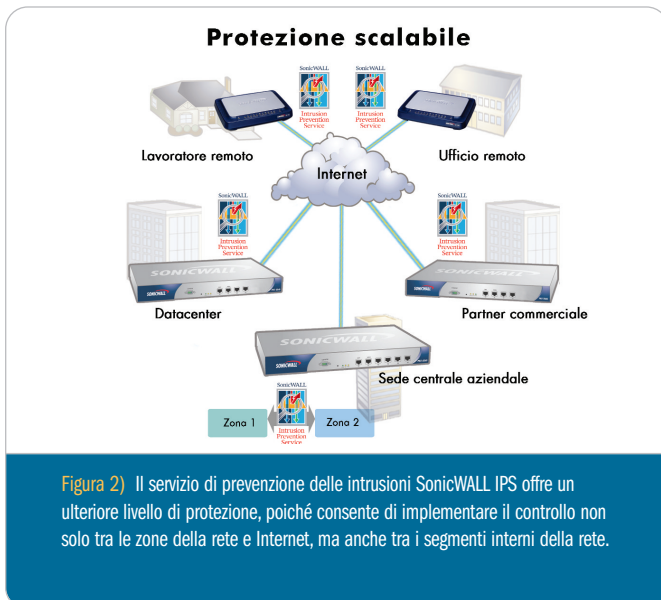 Protezione scalabile
SonicWALL
Intrusion
Prevention
Service
SonicWALL
Intrusion
Prevention
Service
Lavoratore remoto
Internet
Ufficio remoto
SonicWALL
Intrusion
Prevention
Service
SonicWALL
Intrusion
Prevention
Service
SONICWALL
SONICWALL
Datacenter
Partner commerciale
SONICWALL
Sede centrale aziendale
SonicWALL
Zona 1
Zona 2
Intrusion
Prevention
Service
Figura 2) Il servizio di prevenzione delle intrusioni SonicWALL IPS offre un
ulteriore livello di protezione, poiché consente di implementare il controllo non
solo tra le zone della rete e Internet, ma anche tra i segmenti interni della rete.